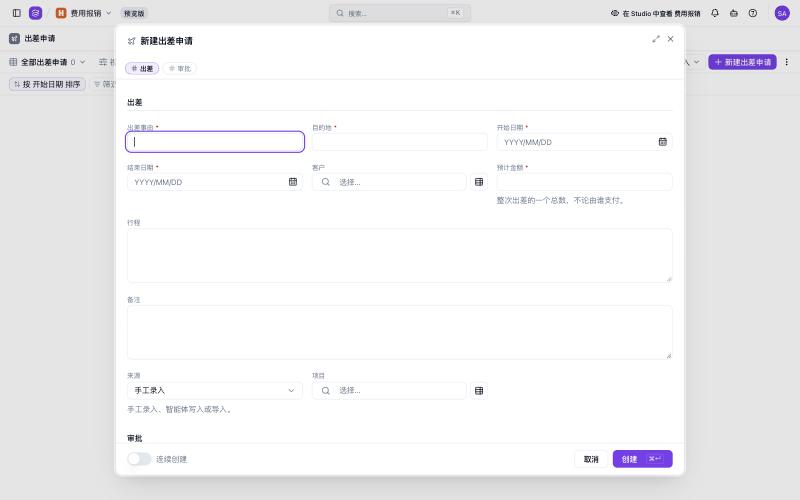 费用报销
预览版
搜索...
⌘K
在 Studio 中查看 费用报销
SA
出差申请
全部出差申请 0
新建出差申请
按 开始日期 排序
新建出差申请
出差
审批
出差
出差事由 *
目的地 *
开始日期 *
YYYY/MM/DD
结束日期 *
客户
预计金额 *
YYYY/MM/DD
选择...
整次出差的一个总数，不论由谁支付。
行程
备注
来源
项目
手工录入
选择...
手工录入、智能体写入或导入。
审批
连续创建
取消
创建 ⌘↵